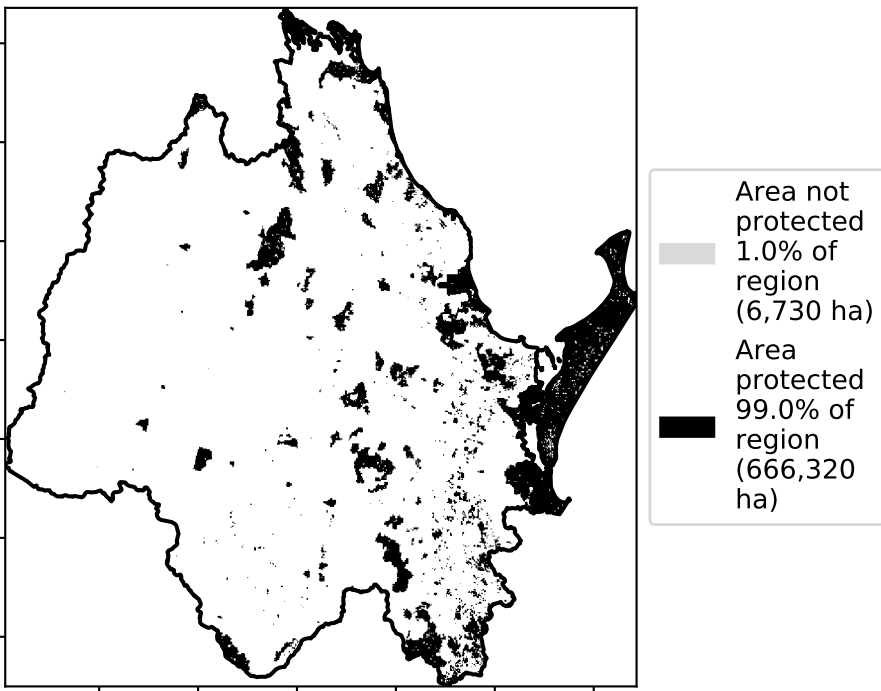 Area not
protected
1.0% of
region
(6,730 ha)
Area
protected
99.0% of
region
(666,320
ha)